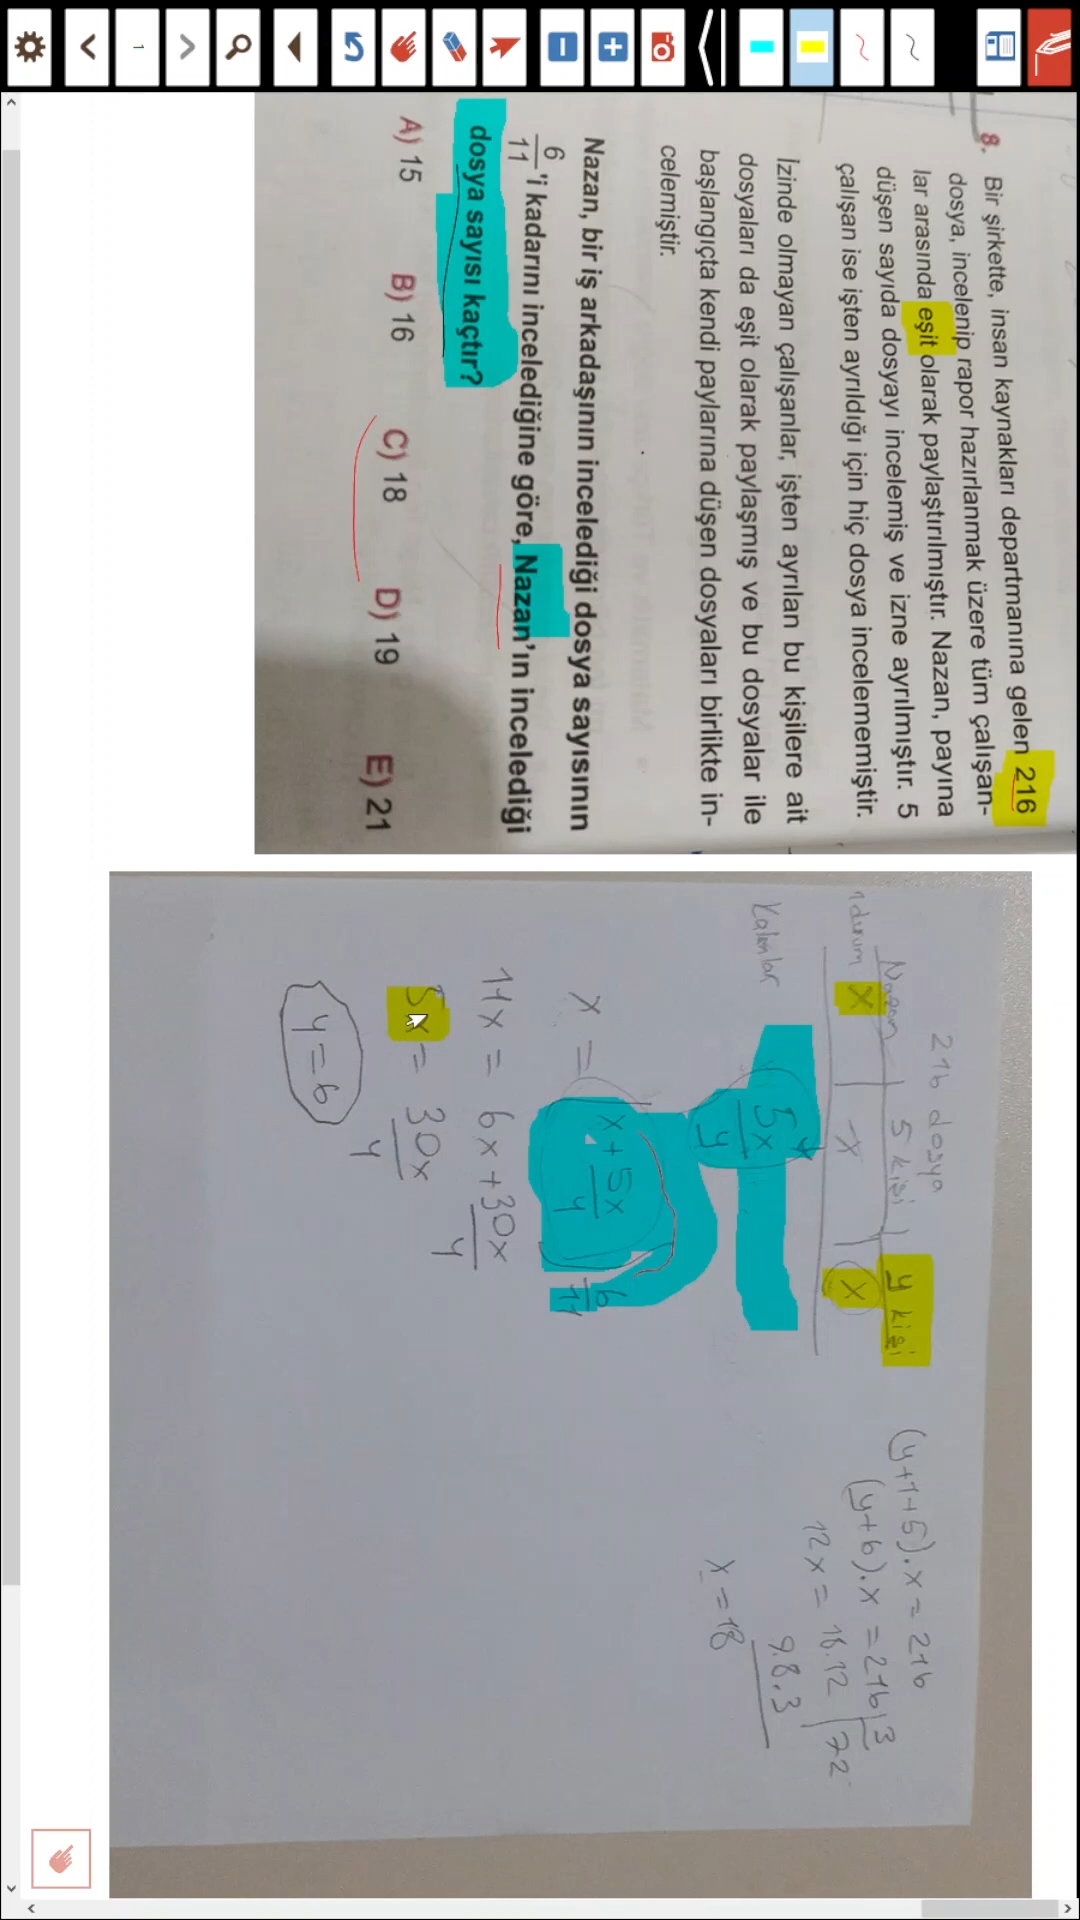 8. Bir şirkette, insan kaynakları departmanına gelen 216
dosya, incelenip rapor hazırlanmak üzere tüm çalışan-
lar arasında eşit olarak paylaştırılmıştır. Nazan, payına
düşen sayıda dosyayı incelemiş ve izne ayrılmıştır. 5
çalışan ise işten ayrıldığı için hiç dosya incelememiştir.
İzinde olmayan çalışanlar, işten ayrılan bu kişilere ait
dosyaları da eşit olarak paylaşmış ve bu dosyalar ile
başlangıçta kendi paylarına düşen dosyaları birlikte in-
celemiştir.
Nazan, bir iş arkadaşının incelediği dosya sayısının
6/11'i kadarını incelediğine göre, Nazan'ın incelediği
dosya sayısı kaçtır?
A) 15 B) 16 C) 18 D) 19 E) 21
216 dosya
Nazan 5 kişi y kişi
1.durum x x x
Kalanlar 5x/y
x = (x + 5x/y) 6/11
11x = 6x + 30x/y
5x = 30x/y
y = 6
(y+1+5).x = 216
(y+6).x = 216 | 3
72
12x = 18.12
9.8.3
x = 18
1